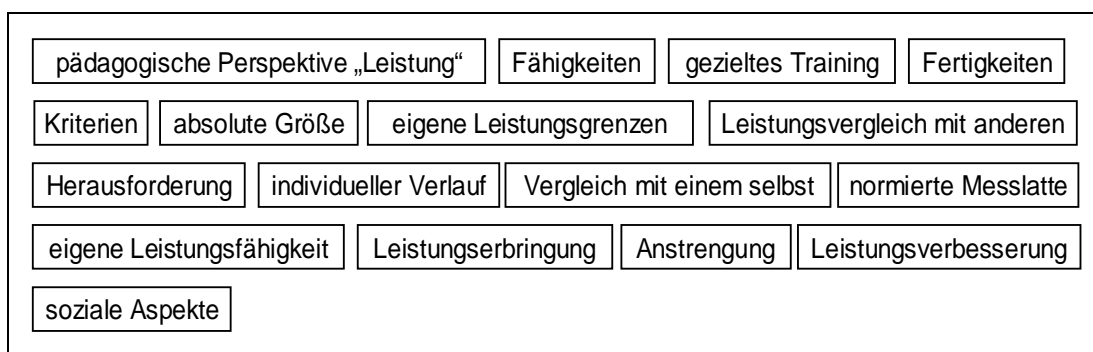 pädagogische Perspektive „Leistung“ Fähigkeiten gezieltes Training Fertigkeiten
Kriterien absolute Größe eigene Leistungsgrenzen Leistungsvergleich mit anderen
Herausforderung individueller Verlauf Vergleich mit einem selbst normierte Messlatte
eigene Leistungsfähigkeit Leistungserbringung Anstrengung Leistungsverbesserung
soziale Aspekte